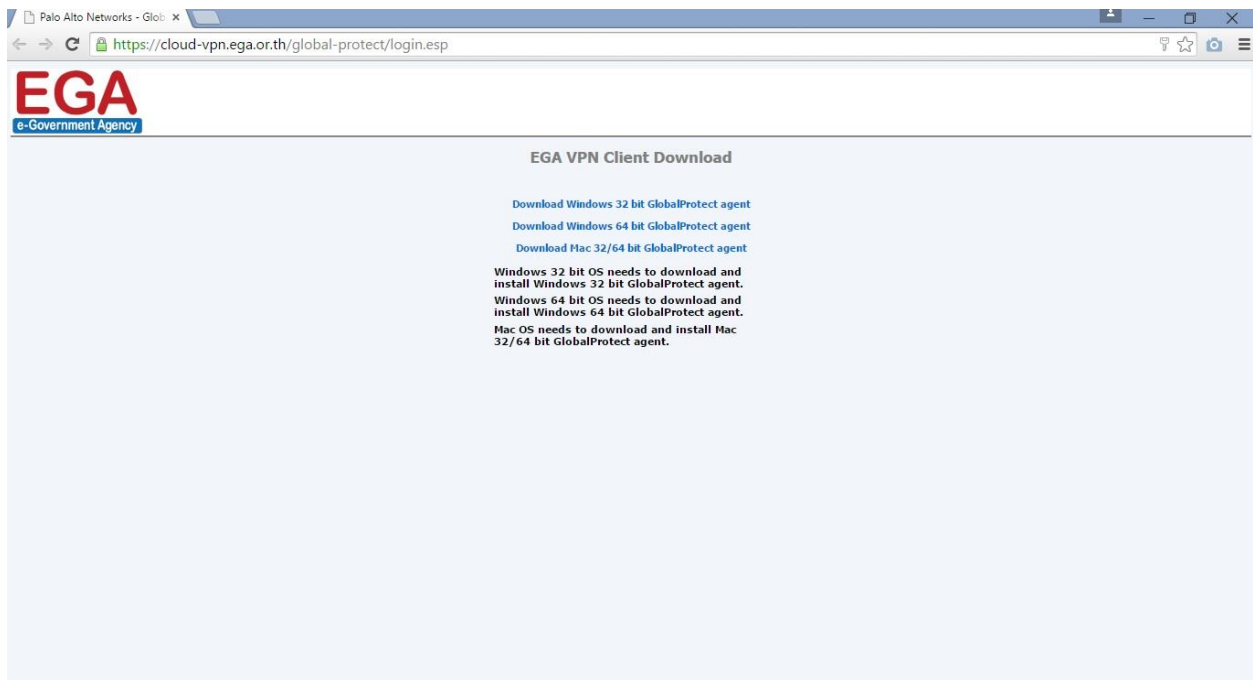 Palo Alto Networks - Glob
https://cloud-vpn.ega.or.th/global-protect/login.esp
EGA
e-Government Agency
EGA VPN Client Download
Download Windows 32 bit GlobalProtect agent
Download Windows 64 bit GlobalProtect agent
Download Mac 32/64 bit GlobalProtect agent
Windows 32 bit OS needs to download and
install Windows 32 bit GlobalProtect agent.
Windows 64 bit OS needs to download and
install Windows 64 bit GlobalProtect agent.
Mac OS needs to download and install Mac
32/64 bit GlobalProtect agent.